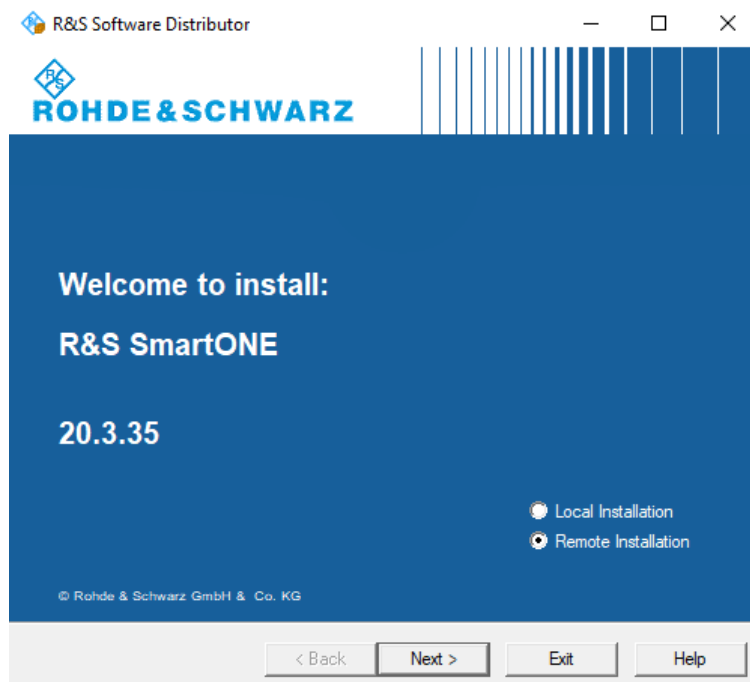 R&S Software Distributor
R&S
ROHDE&SCHWARZ
Welcome to install:
R&S SmartONE
20.3.35
Local Installation
Remote Installation
© Rohde & Schwarz GmbH & Co. KG
< Back Next > Exit Help